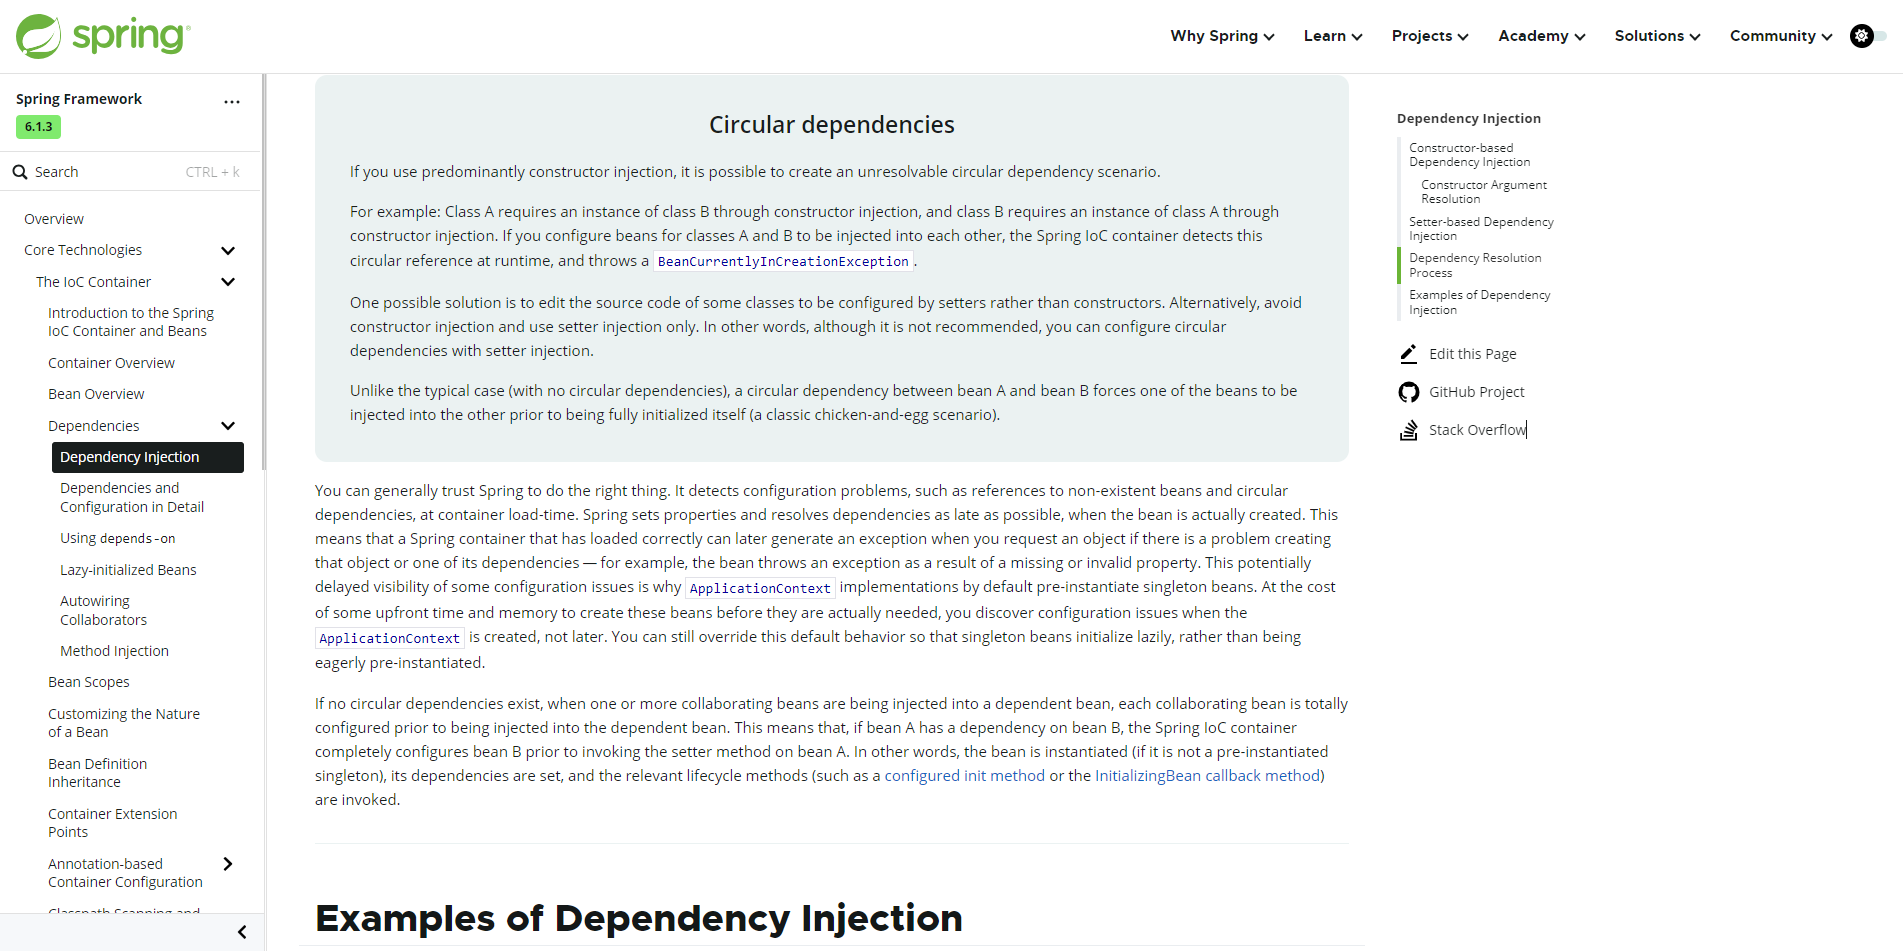 spring
Why Spring
Learn
Projects
Academy
Solutions
Community
Spring Framework
...
6.1.3
Search
CTRL + k
Overview
Core Technologies
The IoC Container
Introduction to the Spring
IoC Container and Beans
Container Overview
Bean Overview
Dependencies
Dependency Injection
Dependencies and
Configuration in Detail
Using depends-on
Lazy-initialized Beans
Autowiring
Collaborators
Method Injection
Bean Scopes
Customizing the Nature
of a Bean
Bean Definition
Inheritance
Container Extension
Points
Annotation-based
Container Configuration
Classpath Scanning and
Circular dependencies
If you use predominantly constructor injection, it is possible to create an unresolvable circular dependency scenario.
For example: Class A requires an instance of class B through constructor injection, and class B requires an instance of class A through
constructor injection. If you configure beans for classes A and B to be injected into each other, the Spring IoC container detects this
circular reference at runtime, and throws a BeanCurrentlyInCreationException.
One possible solution is to edit the source code of some classes to be configured by setters rather than constructors. Alternatively, avoid
constructor injection and use setter injection only. In other words, although it is not recommended, you can configure circular
dependencies with setter injection.
Unlike the typical case (with no circular dependencies), a circular dependency between bean A and bean B forces one of the beans to be
injected into the other prior to being fully initialized itself (a classic chicken-and-egg scenario).
You can generally trust Spring to do the right thing. It detects configuration problems, such as references to non-existent beans and circular
dependencies, at container load-time. Spring sets properties and resolves dependencies as late as possible, when the bean is actually created. This
means that a Spring container that has loaded correctly can later generate an exception when you request an object if there is a problem creating
that object or one of its dependencies — for example, the bean throws an exception as a result of a missing or invalid property. This potentially
delayed visibility of some configuration issues is why ApplicationContext implementations by default pre-instantiate singleton beans. At the cost
of some upfront time and memory to create these beans before they are actually needed, you discover configuration issues when the
ApplicationContext is created, not later. You can still override this default behavior so that singleton beans initialize lazily, rather than being
eagerly pre-instantiated.
If no circular dependencies exist, when one or more collaborating beans are being injected into a dependent bean, each collaborating bean is totally
configured prior to being injected into the dependent bean. This means that, if bean A has a dependency on bean B, the Spring IoC container
completely configures bean B prior to invoking the setter method on bean A. In other words, the bean is instantiated (if it is not a pre-instantiated
singleton), its dependencies are set, and the relevant lifecycle methods (such as a configured init method or the InitializingBean callback method)
are invoked.
Examples of Dependency Injection
Dependency Injection
Constructor-based
Dependency Injection
Constructor Argument
Resolution
Setter-based Dependency
Injection
Dependency Resolution
Process
Examples of Dependency
Injection
Edit this Page
GitHub Project
Stack Overflow